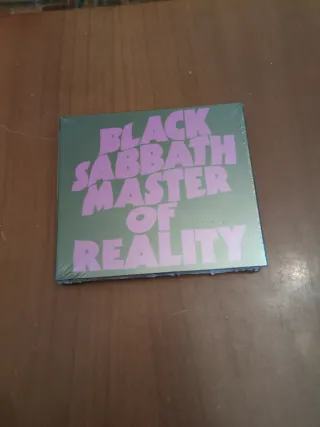 BLACK
SABBATH
MASTER
OF
REALITY